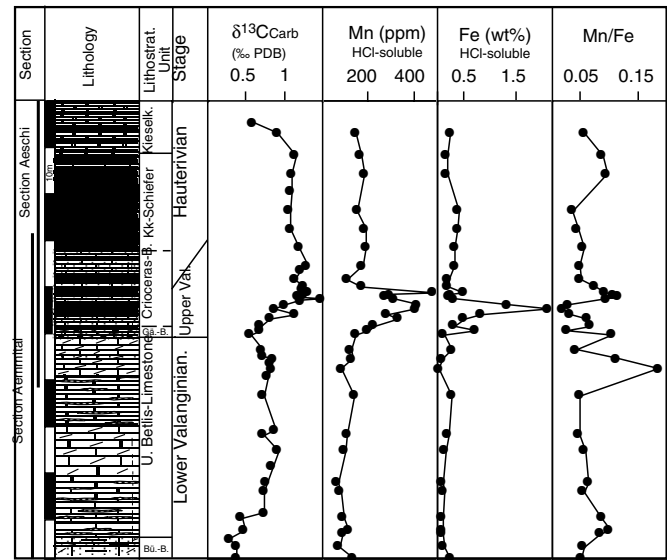 Section
Lithology
Lithostrat.
Unit
Stage
δ13CCarb
(‰ PDB)
0.5 1
Mn (ppm)
HCl-soluble
200 400
Fe (wt%)
HCl-soluble
0.5 1.5
Mn/Fe
0.05 0.15
Section Aeschi
Section Aemmital
10m
Kieselk.
Kk-Schiefer
Crioceras-B.
Gä.-B.
U. Betlis-Limestone
Bü.-B.
Hauterivian
Upper Val.
Lower Valanginian.